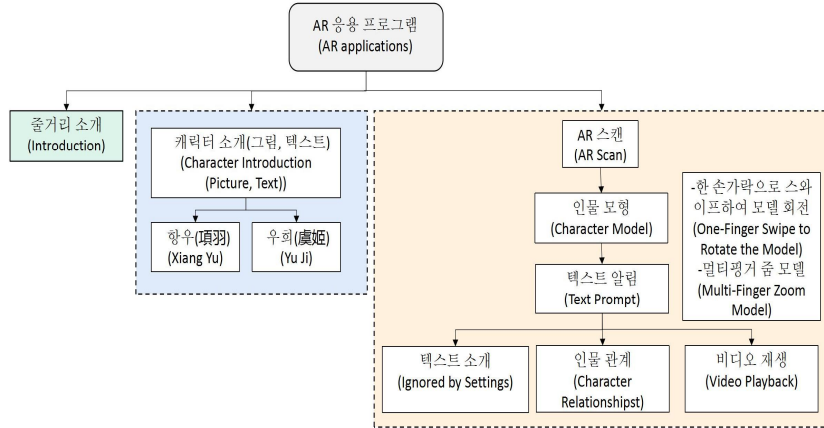 AR 응용 프로그램
(AR applications)
줄거리 소개
(Introduction)
캐릭터 소개(그림, 텍스트)
(Character Introduction
(Picture, Text))
항우(項羽)
(Xiang Yu)
우희(虞姬)
(Yu Ji)
AR 스캔
(AR Scan)
인물 모형
(Character Model)
텍스트 알림
(Text Prompt)
-한 손가락으로 스와
이프하여 모델 회전
(One-Finger Swipe to
Rotate the Model)
-멀티핑거 줌 모델
(Multi-Finger Zoom
Model)
텍스트 소개
(Ignored by Settings)
인물 관계
(Character
Relationshipst)
비디오 재생
(Video Playback)